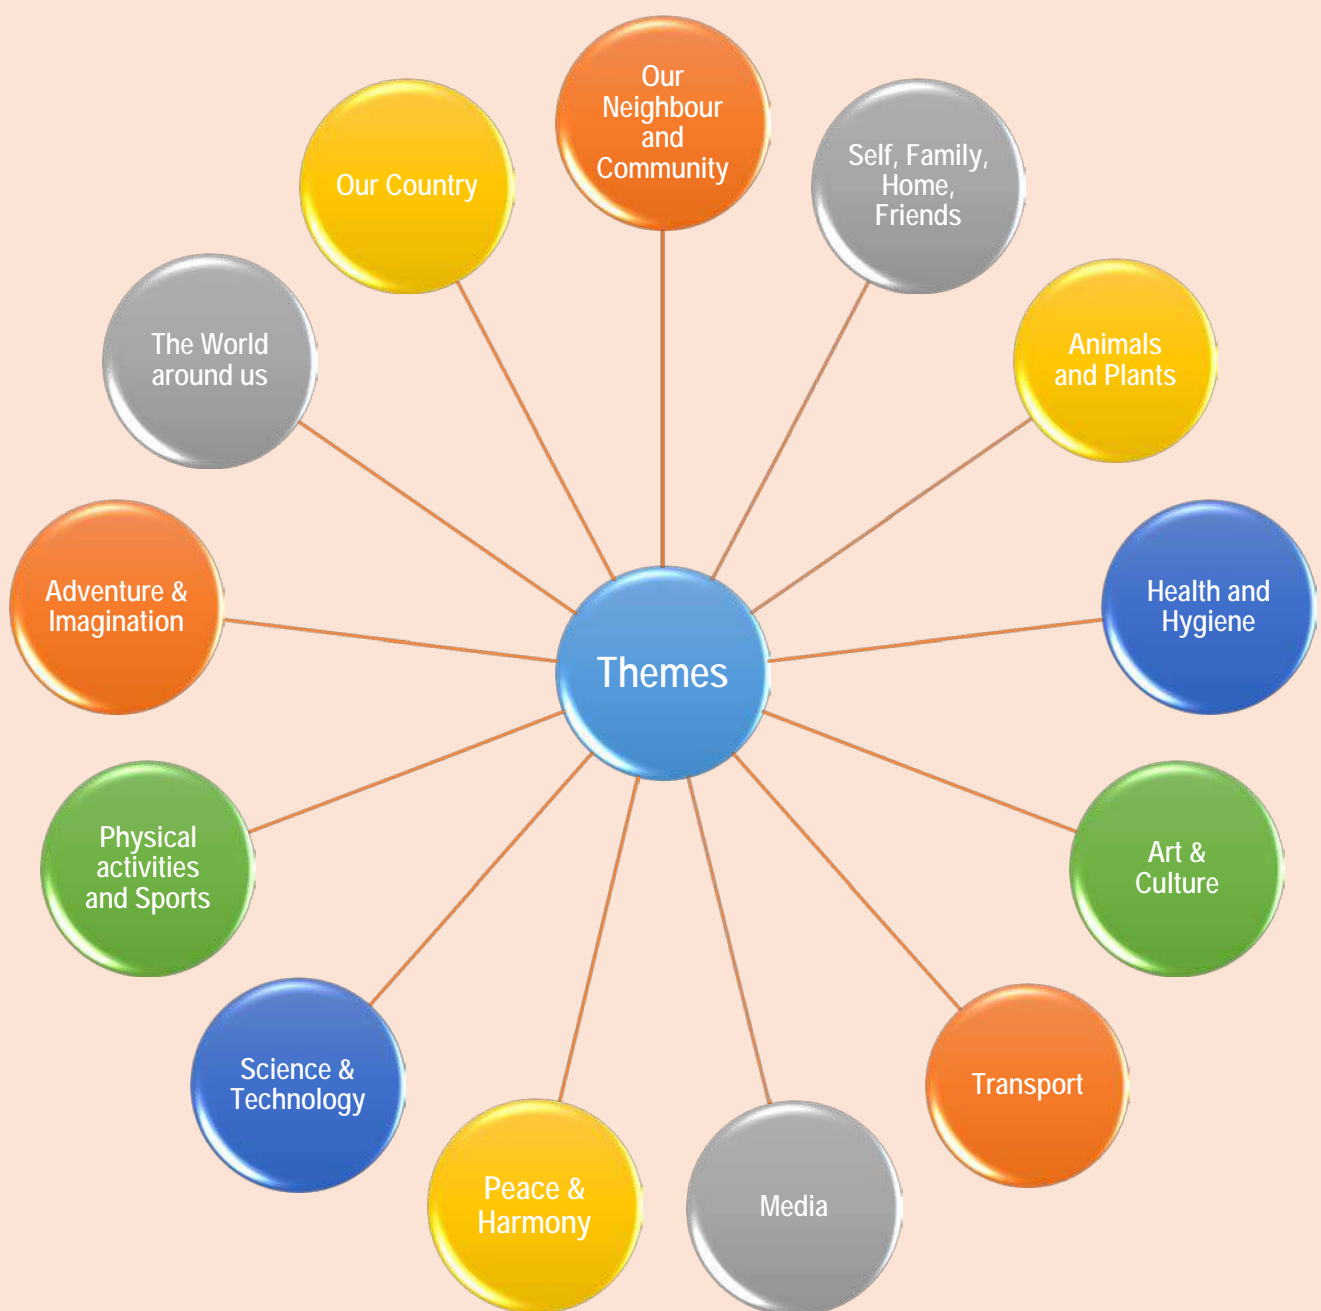 Our
Neighbour
and
Community
Self, Family,
Home,
Friends
Animals
and Plants
Health and
Hygiene
Art &
Culture
Transport
Media
Peace &
Harmony
Science &
Technology
Physical
activities
and Sports
Adventure &
Imagination
The World
around us
Our Country
Themes